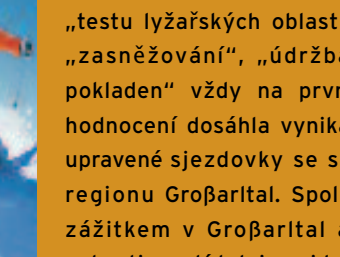 „testu lyžařských oblast
„zasněžování“, „údržba
pokladen“ vždy na prvn
hodnocení dosáhla vynika
upravené sjezdovky se s
regionu Großarltal. Spol
zážitkem v Großarltal a